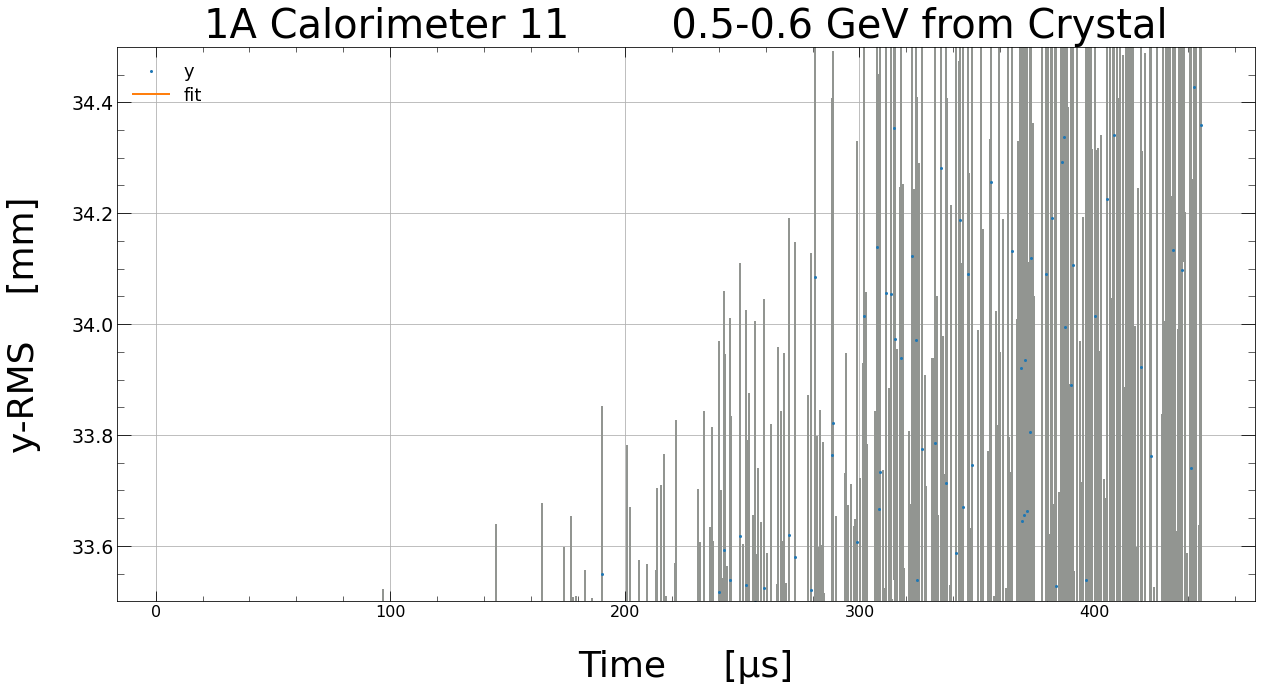 1A Calorimeter 11 0.5-0.6 GeV from Crystal
y
fit
34.4
34.2
34.0
33.8
33.6
y-RMS [mm]
0 100 200 300 400
Time [µs]